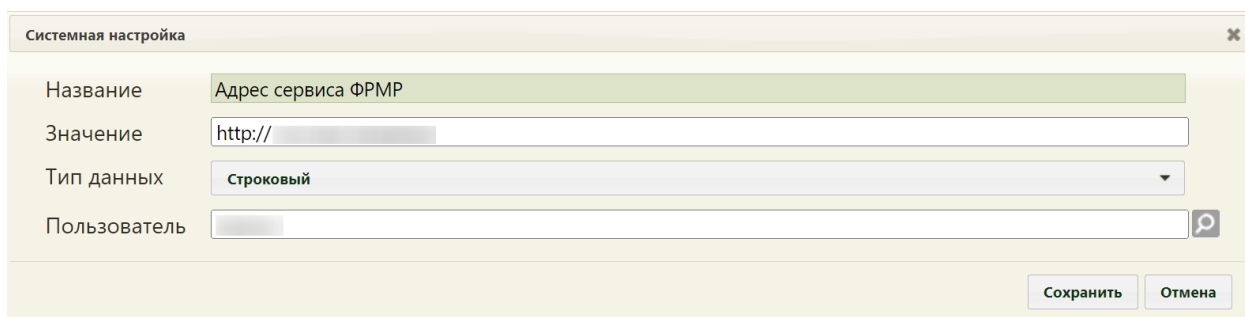 Системная настройка
Название Адрес сервиса ФРМР
Значение http://
Тип данных Строковый
Пользователь
Сохранить Отмена